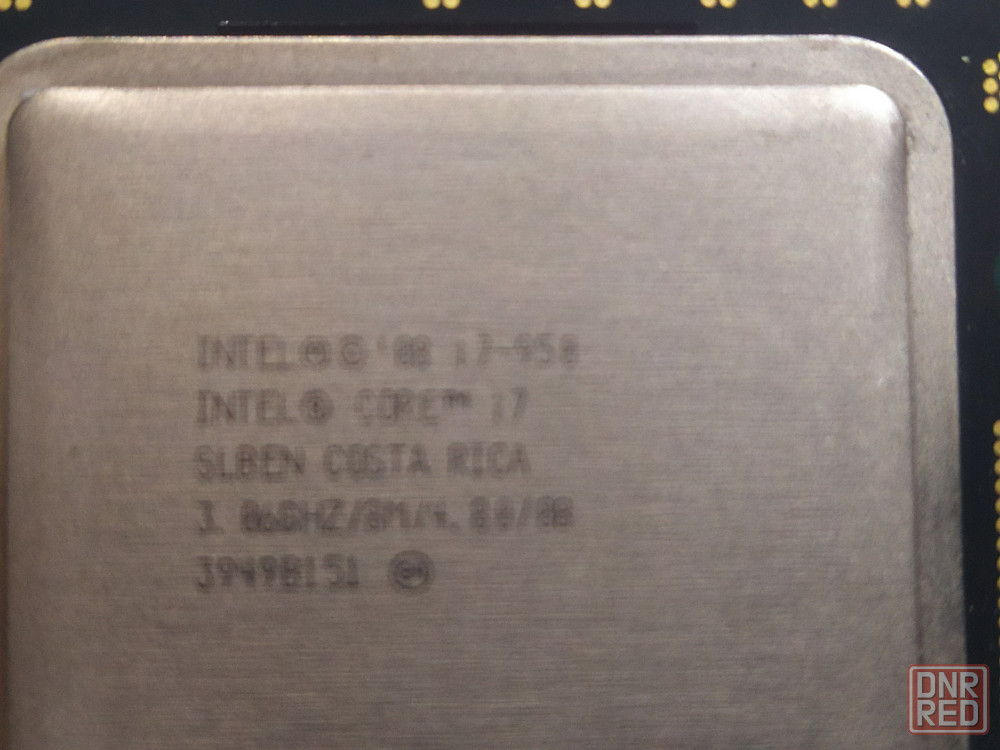 INTEL®©'08 i7-950
INTEL® CORE™ i7
SLBEN COSTA RICA
3.06GHZ/8M/4.80/08
3949B151 e4
DNR
RED